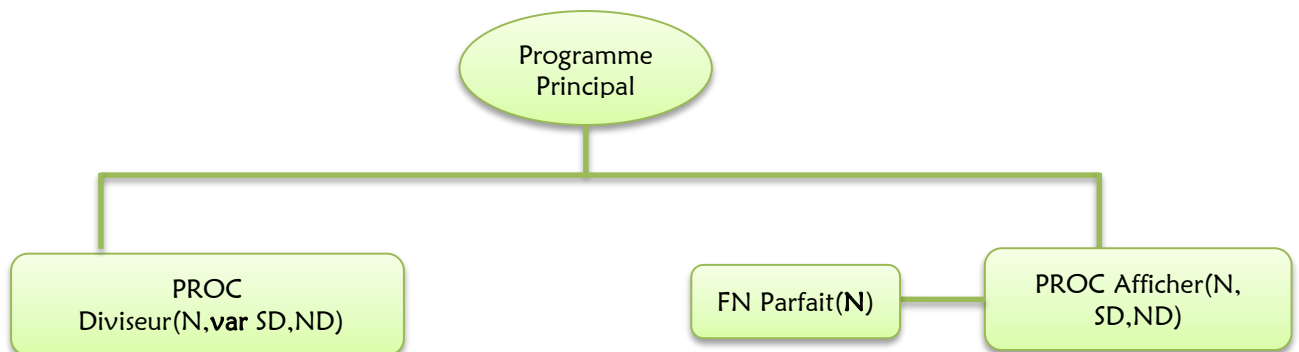 Programme
Principal
PROC
Diviseur(N,var SD,ND)
FN Parfait(N)
PROC Afficher(N,
SD,ND)